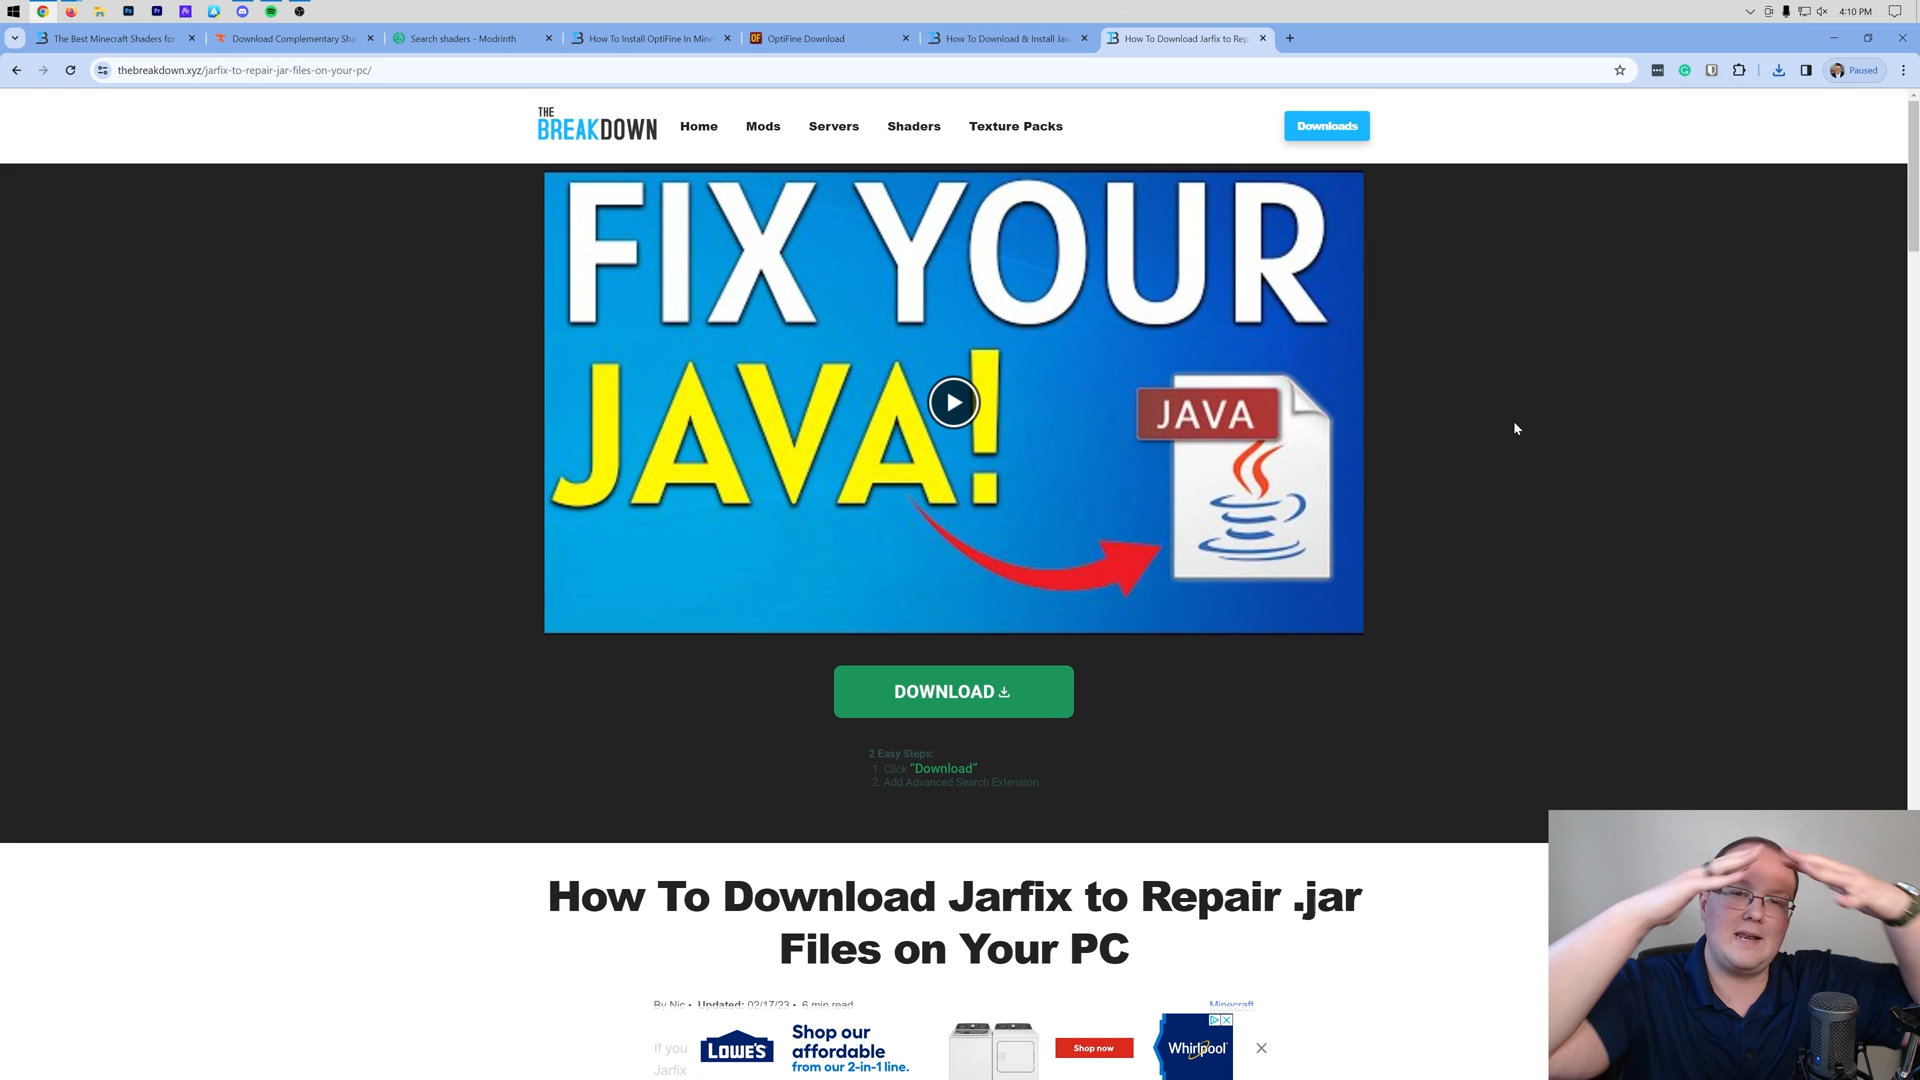 4:10 PM
The Best Minecraft Shaders for
Download Complementary Sha
Search shaders - Modrinth
How To Install OptiFine In Mine
OptiFine Download
How To Download & Install Jav
How To Download Jarfix to Rep
thebreakdown.xyz/jarfix-to-repair-jar-files-on-your-pc/
Paused
THE
BREAKDOWN
Home
Mods
Servers
Shaders
Texture Packs
Downloads
FIX YOUR
JAVA!
JAVA
DOWNLOAD
2 Easy Steps:
1. Click "Download"
2. Add Advanced Search Extension
How To Download Jarfix to Repair .jar
Files on Your PC
By Nic • Updated: 02/17/23 • 6 min read
Minecraft
If you
Jarfix
LOWE'S
Shop our
affordable
from our 2-in-1 line.
Shop now
Whirlpool